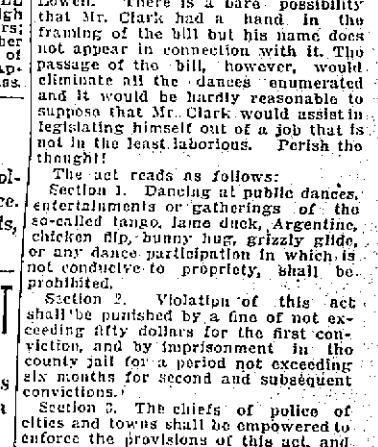 Lowell. There is a bare possibility
that Mr. Clark had a hand in the
framing of the bill but his name does
not appear in connection with it. The
passage of the bill, however, would
eliminate all the dances enumerated
and it would be hardly reasonable to
suppose that Mr. Clark would assist in
legislating himself out of a job that is
not in the least laborious. Perish the
thought!
The act reads as follows:
Section 1. Dancing at public dances,
entertainments or gatherings of the
so-called tango, lame duck, Argentine,
chicken flip, bunny hug, grizzly glide,
or any dance participation in which is
not conducive to propriety, shall be
prohibited.
Section 2. Violation of this act
shall be punished by a fine of not ex-
ceeding fifty dollars for the first con-
viction, and by imprisonment in the
county jail for a period not exceeding
six months for second and subsequent
convictions.
Section 3. The chiefs of police of
cities and towns shall be empowered to
enforce the provisions of this act, and